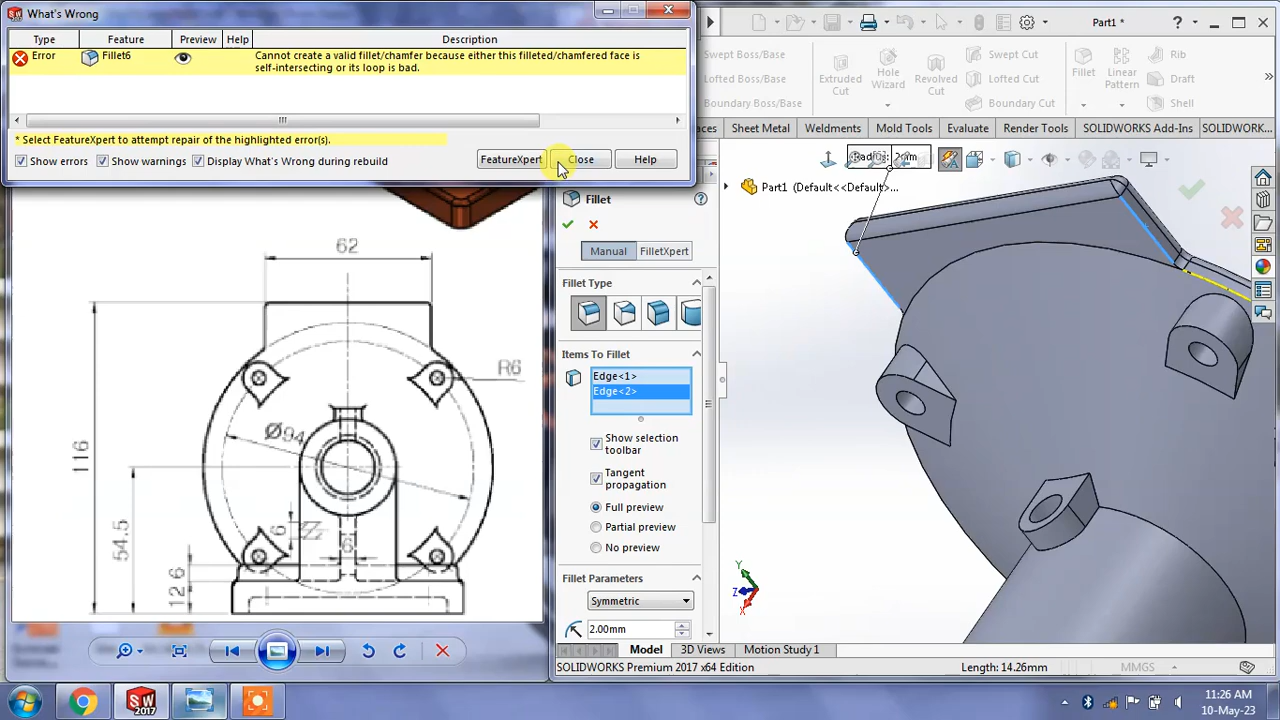 What's Wrong
Type Feature Preview Help Description
Error Fillet6 Cannot create a valid fillet/chamfer because either this filleted/chamfered face is
self-intersecting or its loop is bad.
* Select FeatureXpert to attempt repair of the highlighted error(s).
Show errors Show warnings Display What's Wrong during rebuild
FeatureXpert Close Help
Part1 *
Swept Boss/Base
Lofted Boss/Base
Boundary Boss/Base
Extruded
Cut
Hole
Wizard
Revolved
Cut
Swept Cut
Lofted Cut
Boundary Cut
Fillet
Linear
Pattern
Rib
Draft
Shell
Sheet Metal Weldments Mold Tools Evaluate Render Tools SOLIDWORKS Add-Ins
Radius: 2mm
Part1 (Default<<Default>...
Fillet
Manual FilletXpert
Fillet Type
Items To Fillet
Edge<1>
Edge<2>
Show selection
toolbar
Tangent
propagation
Full preview
Partial preview
No preview
Fillet Parameters
Symmetric
2.00mm
62
R6
Ø94
116
54.5
6
6
12.6
Y
Z
X
Model 3D Views Motion Study 1
SOLIDWORKS Premium 2017 x64 Edition Length: 14.26mm MMGS
SW
2017
11:26 AM
10-May-23